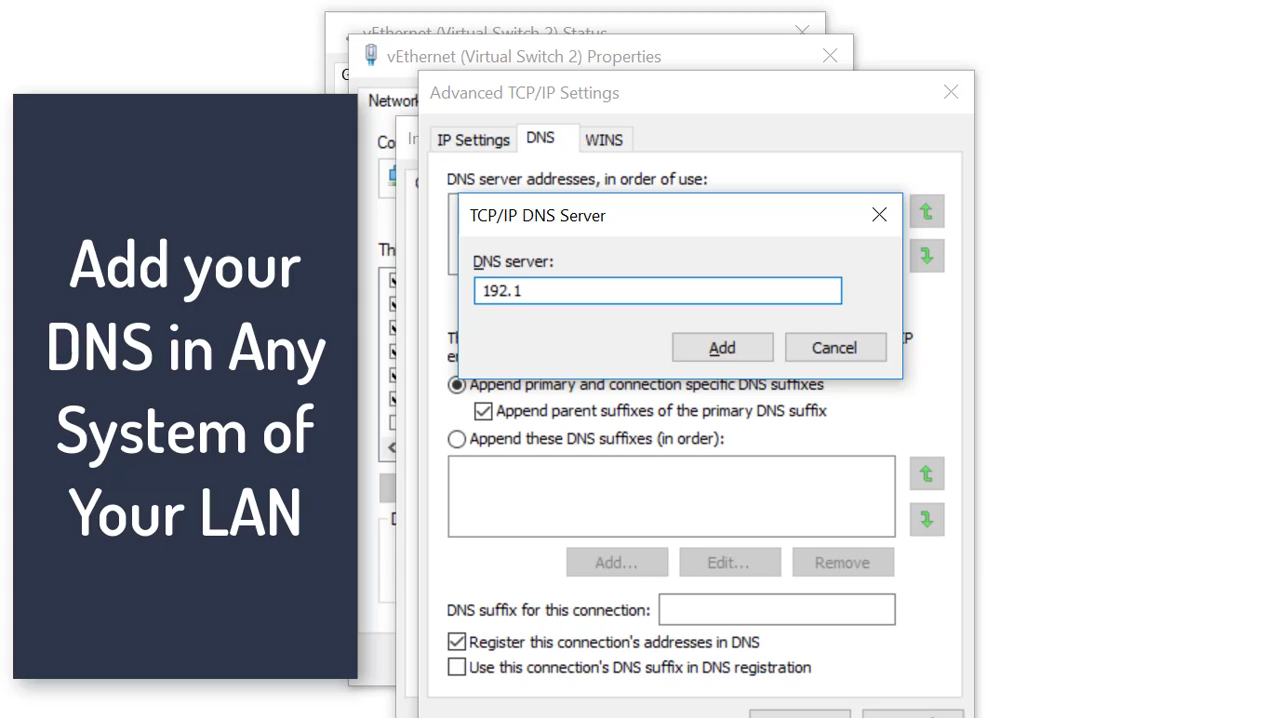 vEthernet (Virtual Switch 2) Status
vEthernet (Virtual Switch 2) Properties
Advanced TCP/IP Settings
IP Settings
DNS
WINS
DNS server addresses, in order of use:
TCP/IP DNS Server
DNS server:
192.1
Add
Cancel
Append primary and connection specific DNS suffixes
Append parent suffixes of the primary DNS suffix
Append these DNS suffixes (in order):
Add...
Edit...
Remove
DNS suffix for this connection:
Register this connection's addresses in DNS
Use this connection's DNS suffix in DNS registration
Add your
DNS in Any
System of
Your LAN